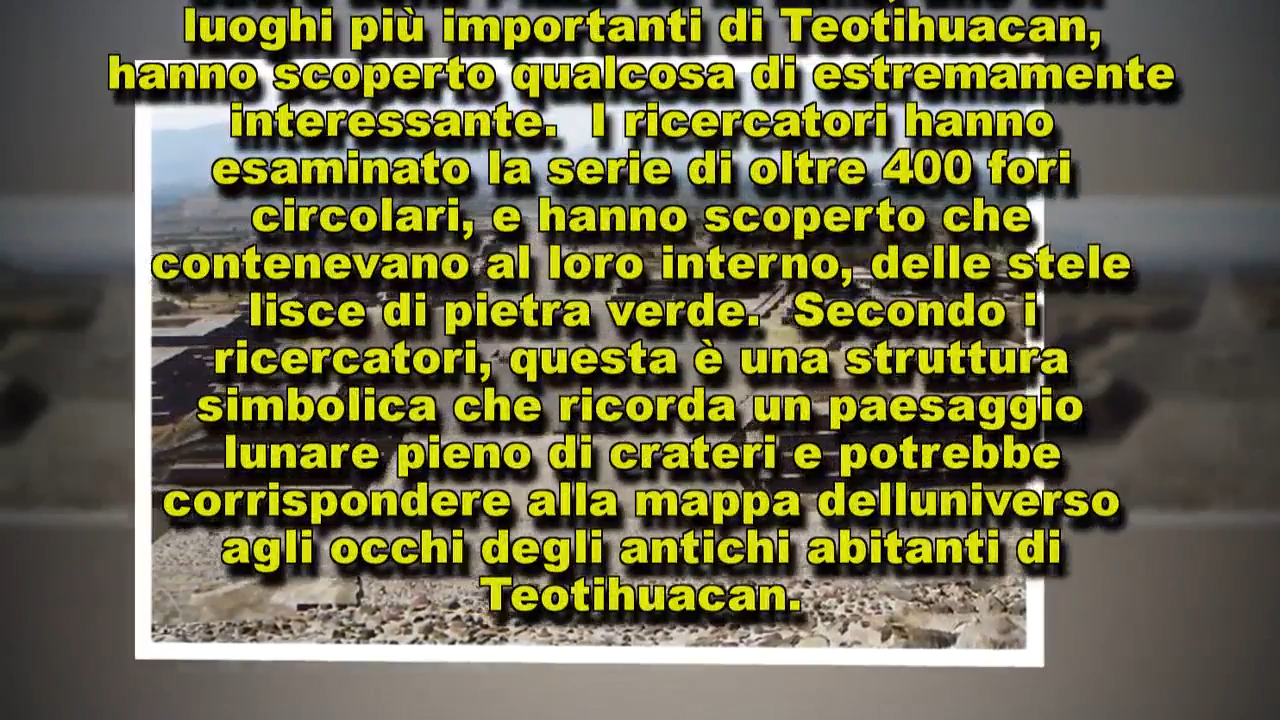 luoghi più importanti di Teotihuacan,
hanno scoperto qualcosa di estremamente
interessante.  I ricercatori hanno
esaminato la serie di oltre 400 fori
circolari, e hanno scoperto che
contenevano al loro interno, delle stele
lisce di pietra verde.  Secondo i
ricercatori, questa è una struttura
simbolica che ricorda un paesaggio
lunare pieno di crateri e potrebbe
corrispondere alla mappa delluniverso
agli occhi degli antichi abitanti di
Teotihuacan.